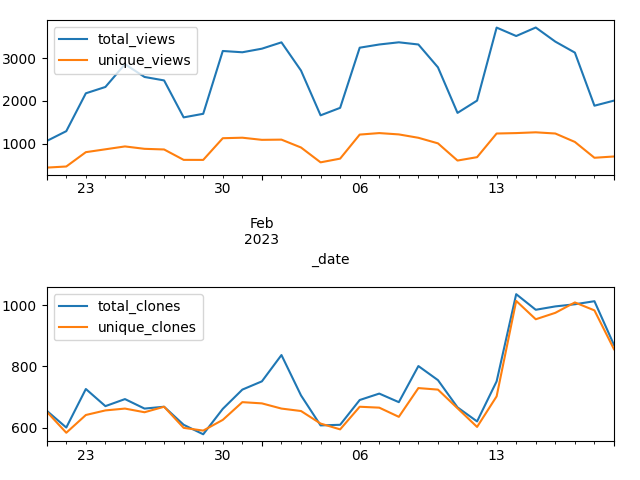 total_views
unique_views
3000
2000
1000
23
30
06
13
Feb
2023
_date
total_clones
unique_clones
1000
800
600
23
30
06
13